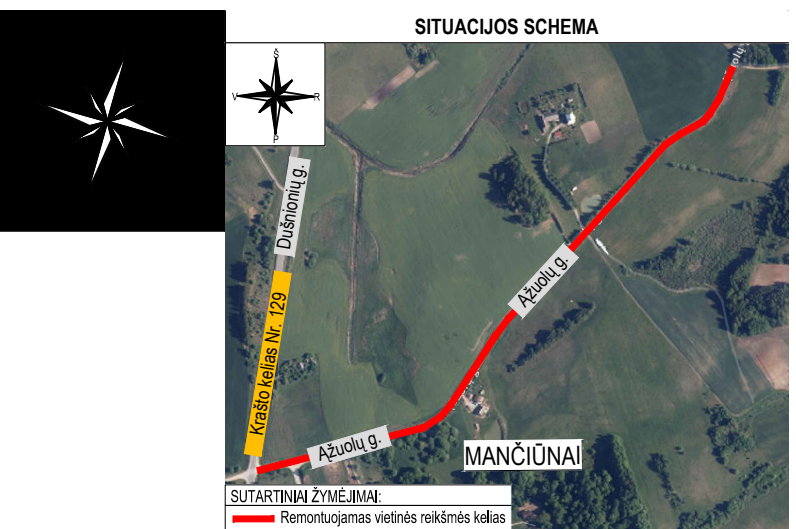 SITUACIJOS SCHEMA
Š
V
R
P
Dušnionių g.
Krašto kelias Nr. 129
Ąžuolų g.
Ąžuolų g.
MANČIŪNAI
SUTARTINIAI ŽYMĖJIMAI:
Remontuojamas vietinės reikšmės kelias